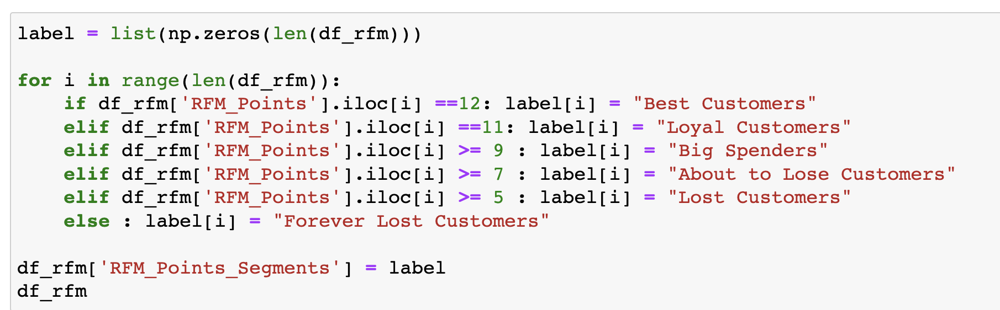 label = list(np.zeros(len(df_rfm)))
for i in range(len(df_rfm)):
    if df_rfm['RFM_Points'].iloc[i] ==12: label[i] = "Best Customers"
    elif df_rfm['RFM_Points'].iloc[i] ==11: label[i] = "Loyal Customers"
    elif df_rfm['RFM_Points'].iloc[i] >= 9 : label[i] = "Big Spenders"
    elif df_rfm['RFM_Points'].iloc[i] >= 7 : label[i] = "About to Lose Customers"
    elif df_rfm['RFM_Points'].iloc[i] >= 5 : label[i] = "Lost Customers"
    else : label[i] = "Forever Lost Customers"
df_rfm['RFM_Points_Segments'] = label
df_rfm